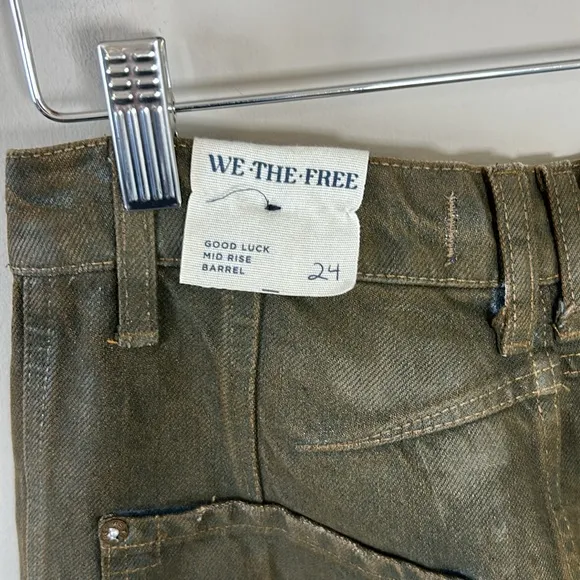 WE·THE·FREE
GOOD LUCK
MID RISE
BARREL
24